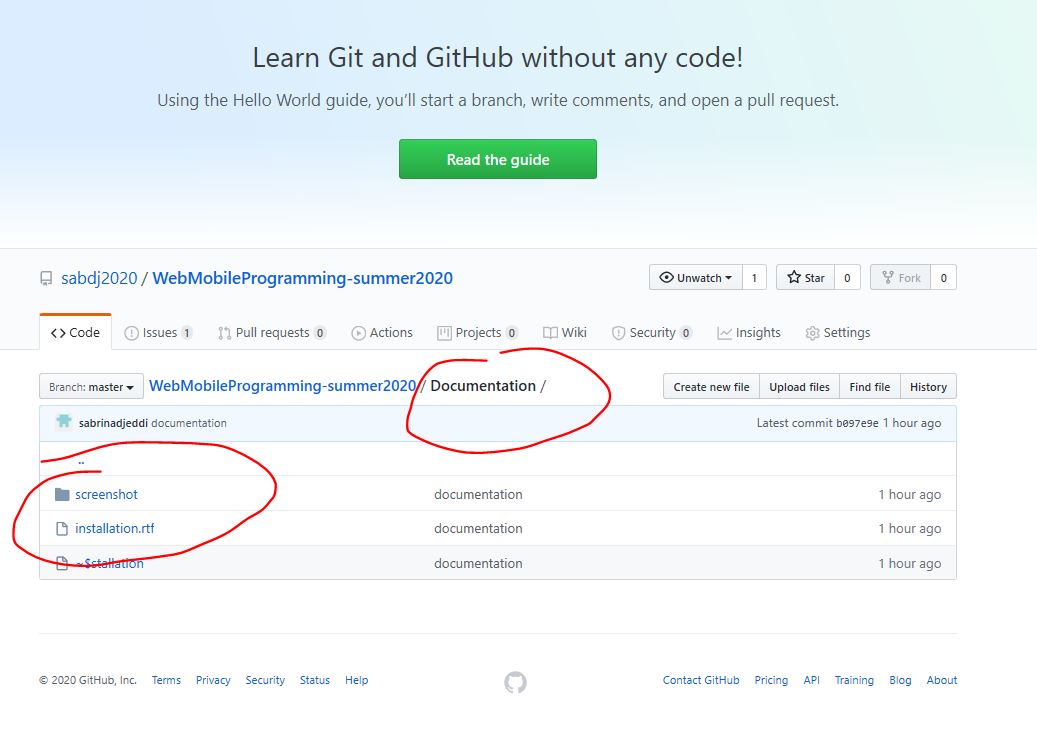 Learn Git and GitHub without any code!
Using the Hello World guide, you’ll start a branch, write comments, and open a pull request.
Read the guide
sabdj2020 / WebMobileProgramming-summer2020 Unwatch 1 Star 0 Fork 0
Code Issues 1 Pull requests 0 Actions Projects 0 Wiki Security 0 Insights Settings
Branch: master WebMobileProgramming-summer2020 / Documentation / Create new file Upload files Find file History
sabrinadjeddi documentation Latest commit b097e9e 1 hour ago
..
screenshot documentation 1 hour ago
installation.rtf documentation 1 hour ago
~$stallation documentation 1 hour ago
© 2020 GitHub, Inc. Terms Privacy Security Status Help Contact GitHub Pricing API Training Blog About